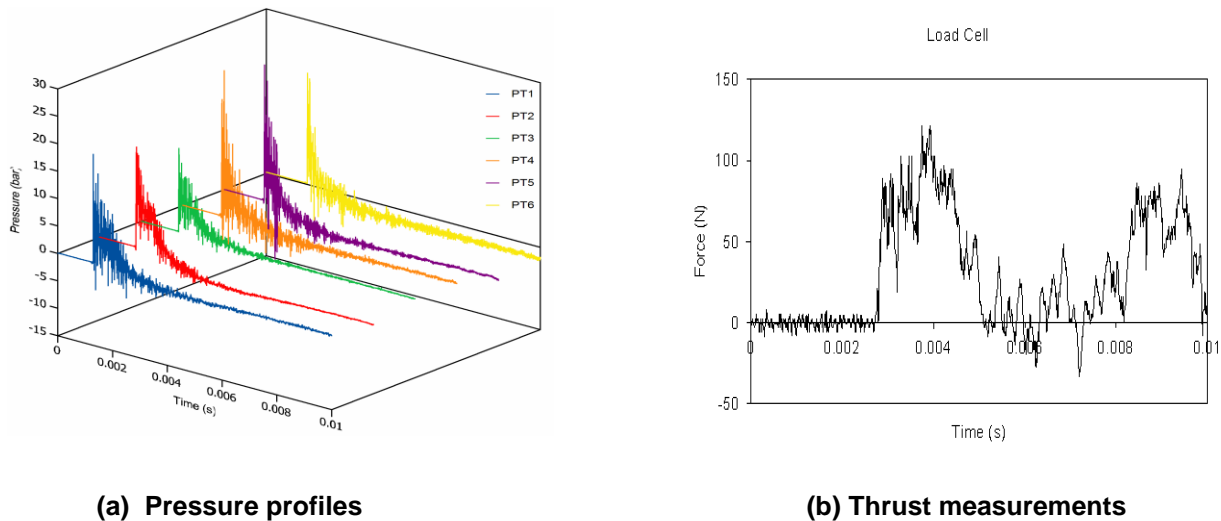 30
25
20
15
10
5
0
-5
-10
-15
Pressure (bar)
0
0.002
0.004
0.006
0.008
0.01
Time (s)
PT1
PT2
PT3
PT4
PT5
PT6
(a) Pressure profiles
Load Cell
150
100
50
0
-50
Force (N)
0
0.002
0.004
0.006
0.008
0.01
Time (s)
(b) Thrust measurements